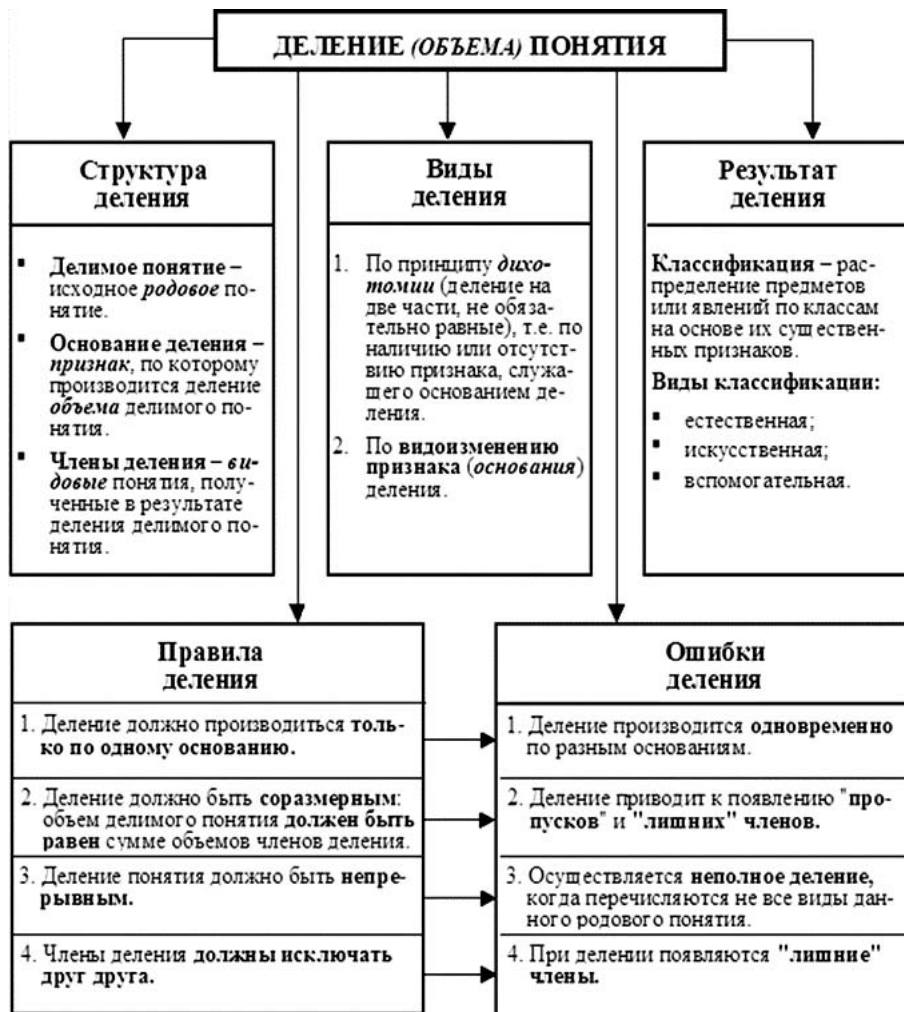 ДЕЛЕНИЕ (ОБЪЕМА) ПОНЯТИЯ
Структура
деления
▪ Делимое понятие –
исходное родовое по-
нятие.
▪ Основание деления –
признак, по которому
производится деление
объема делимого по-
нятия.
▪ Члены деления – ви-
довые понятия, полу-
ченные в результате
деления делимого по-
нятия.
Виды
деления
1. По принципу дихо-
томии (деление на
две части, не обяза-
тельно равные), т.е. по
наличию или отсутст-
вию признака, служа-
щего основанием де-
ления.
2. По видоизменению
признака (основания)
деления.
Результат
деления
Классификация – рас-
пределение предметов
или явлений по классам
на основе их существен-
ных признаков.
Виды классификации:
▪ естественная;
▪ искусственная;
▪ вспомогательная.
Правила
деления
1. Деление должно производиться толь-
ко по одному основанию.
2. Деление должно быть соразмерным:
объем делимого понятия должен быть
равен сумме объемов членов деления.
3. Деление понятия должно быть непре-
рывным.
4. Члены деления должны исключать
друг друга.
Ошибки
деления
1. Деление производится одновременно
по разным основаниям.
2. Деление приводит к появлению "про-
пусков" и "лишних" членов.
3. Осуществляется неполное деление,
когда перечисляются не все виды дан-
ного родового понятия.
4. При делении появляются "лишние"
члены.